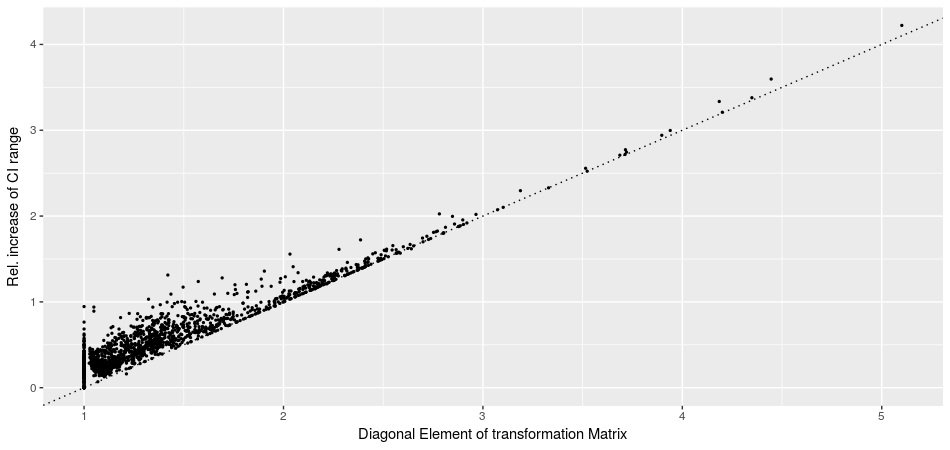 Rel. increase of CI range
4
3
2
1
0
1 2 3 4 5
Diagonal Element of transformation Matrix